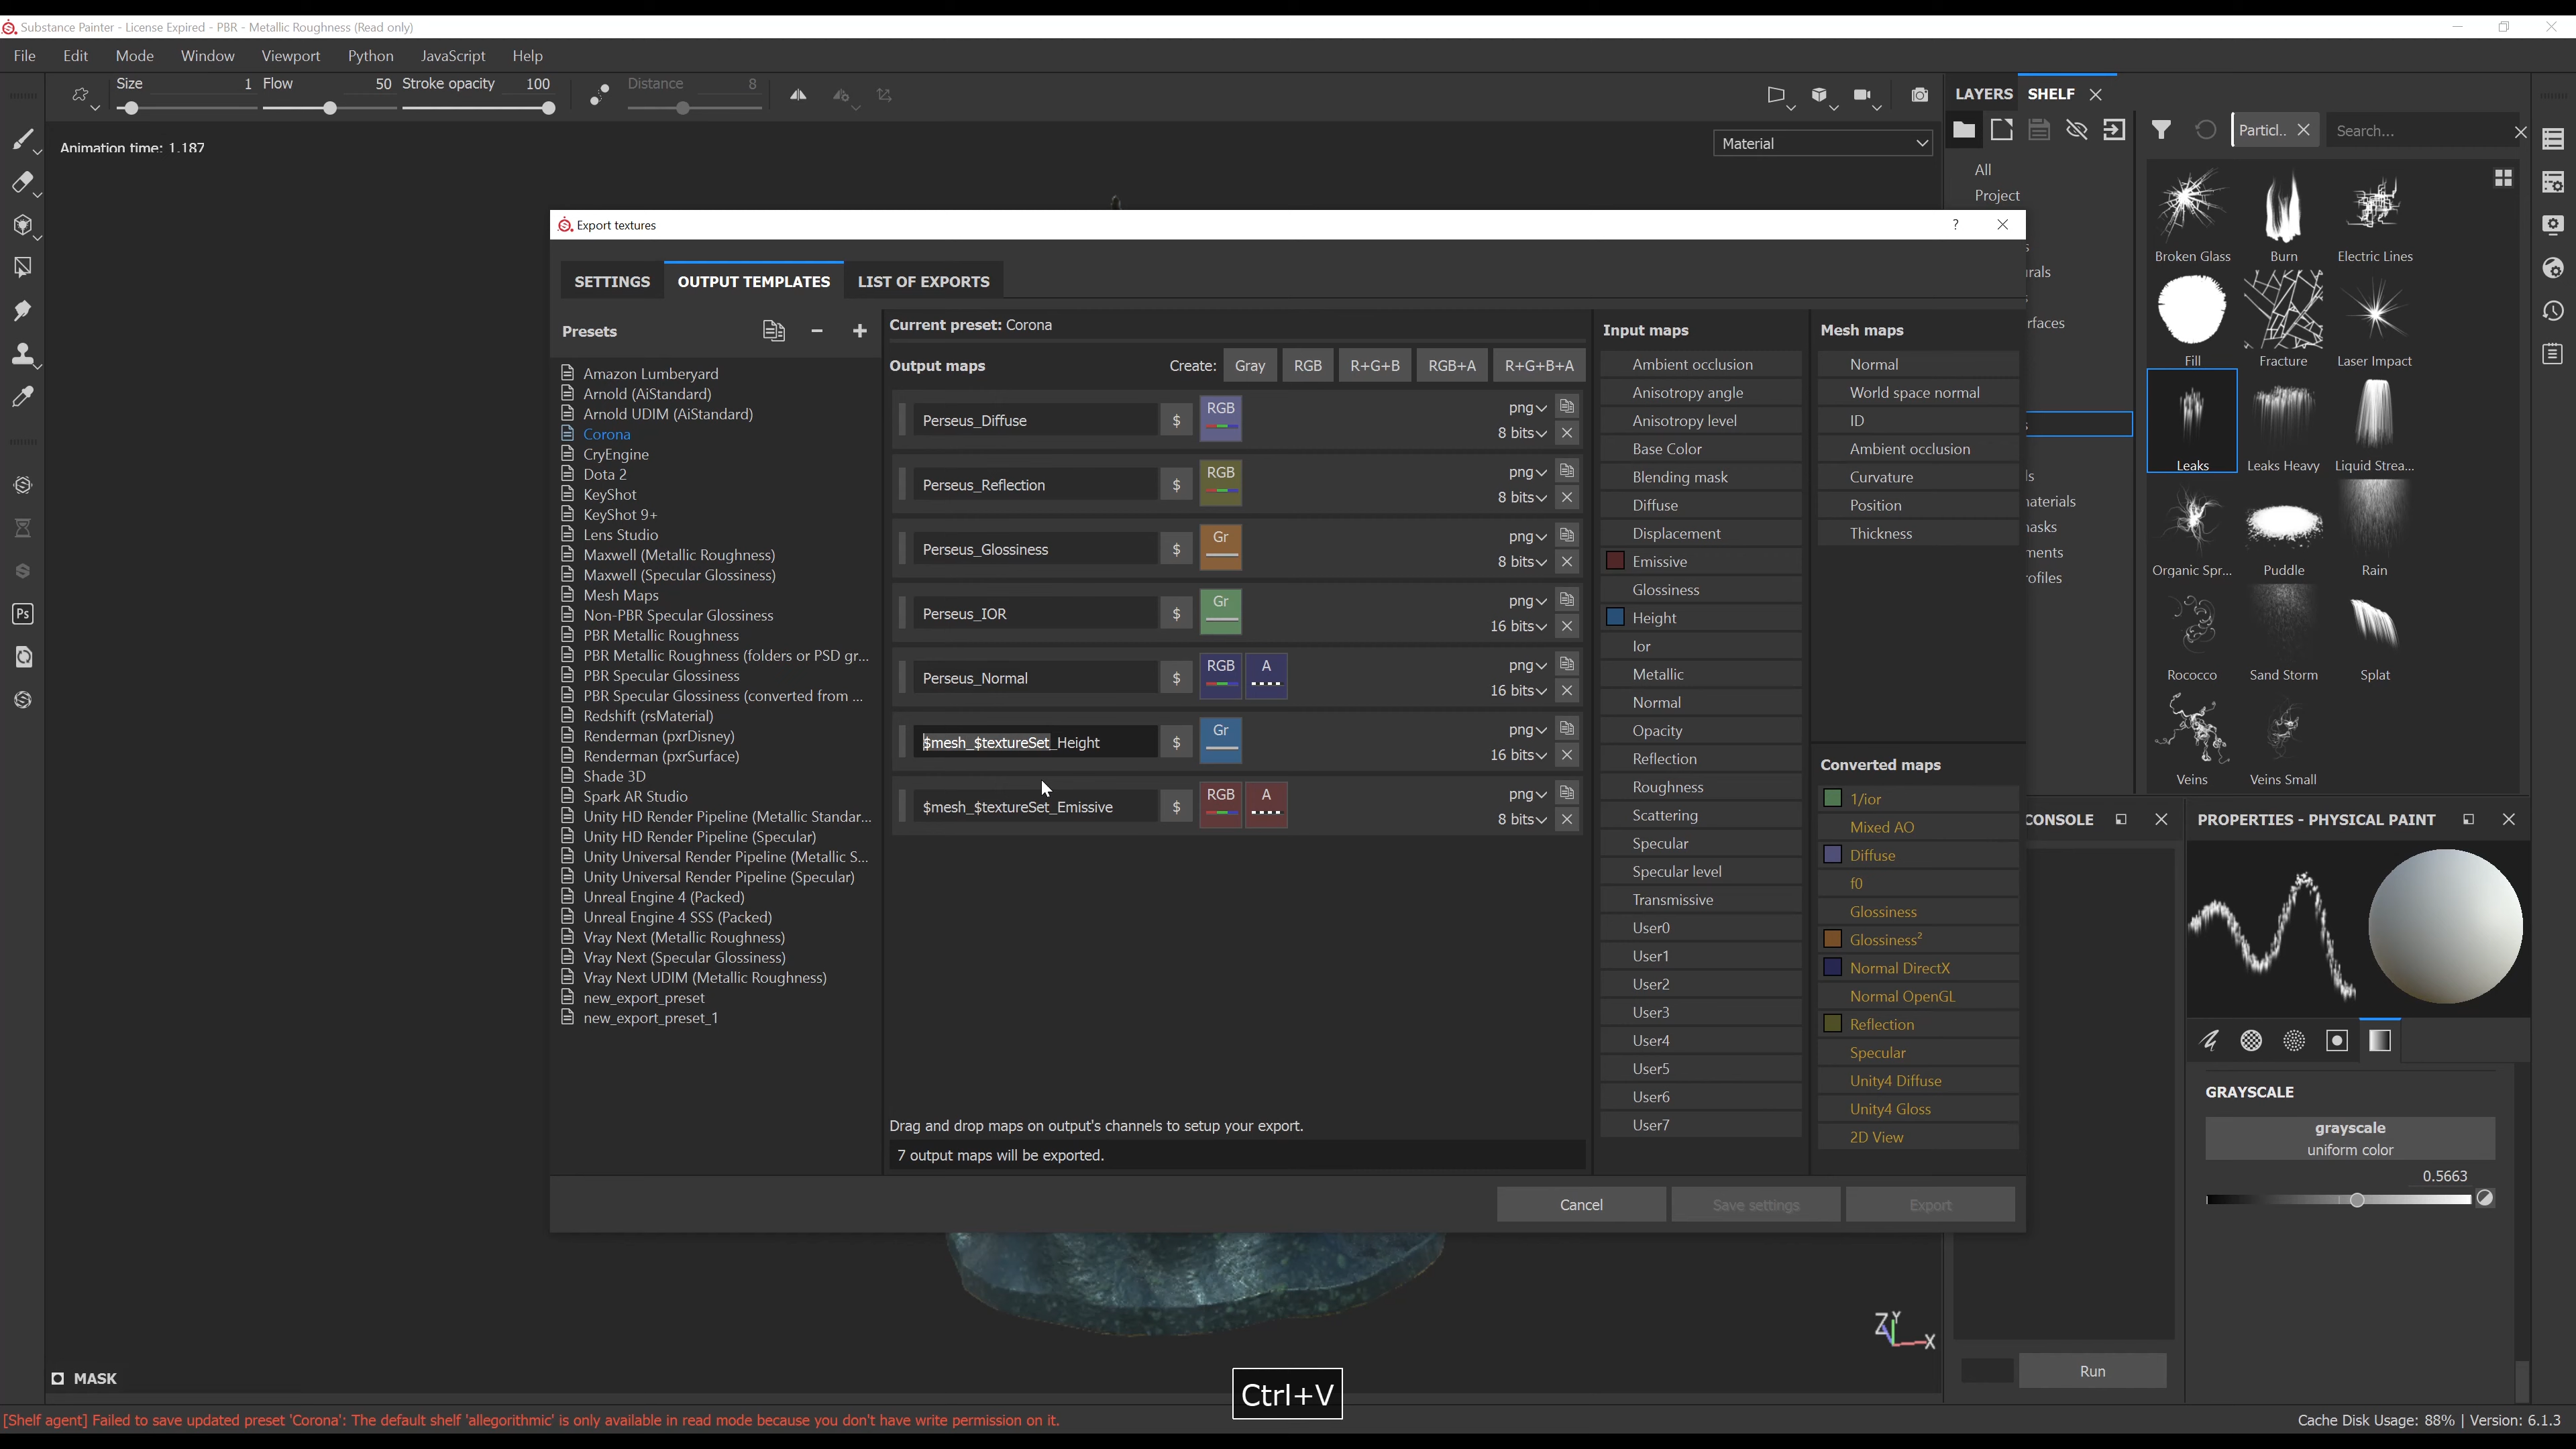 Substance Painter - License Expired - PBR - Metallic Roughness (Read only)
File Edit Mode Window Viewport Python JavaScript Help
Size 1 Flow 50 Stroke opacity 100 Distance 8
LAYERS SHELF
Animation time: 1.187
Material
Particl.. Search...
All
Project
Broken Glass Burn Electric Lines
Fill Fracture Laser Impact
Leaks Leaks Heavy Liquid Strea...
Organic Spr... Puddle Rain
Rococco Sand Storm Splat
Veins Veins Small
Export textures
SETTINGS OUTPUT TEMPLATES LIST OF EXPORTS
Presets
Amazon Lumberyard
Arnold (AiStandard)
Arnold UDIM (AiStandard)
Corona
CryEngine
Dota 2
KeyShot
KeyShot 9+
Lens Studio
Maxwell (Metallic Roughness)
Maxwell (Specular Glossiness)
Mesh Maps
Non-PBR Specular Glossiness
PBR Metallic Roughness
PBR Metallic Roughness (folders or PSD gr...
PBR Specular Glossiness
PBR Specular Glossiness (converted from ...
Redshift (rsMaterial)
Renderman (pxrDisney)
Renderman (pxrSurface)
Shade 3D
Spark AR Studio
Unity HD Render Pipeline (Metallic Standar...
Unity HD Render Pipeline (Specular)
Unity Universal Render Pipeline (Metallic S...
Unity Universal Render Pipeline (Specular)
Unreal Engine 4 (Packed)
Unreal Engine 4 SSS (Packed)
Vray Next (Metallic Roughness)
Vray Next (Specular Glossiness)
Vray Next UDIM (Metallic Roughness)
new_export_preset
new_export_preset_1
Current preset: Corona
Output maps Create: Gray RGB R+G+B RGB+A R+G+B+A
Perseus_Diffuse $ RGB png 8 bits
Perseus_Reflection $ RGB png 8 bits
Perseus_Glossiness $ Gr png 8 bits
Perseus_IOR $ Gr png 16 bits
Perseus_Normal $ RGB A png 16 bits
$mesh_$textureSet_Height $ Gr png 16 bits
$mesh_$textureSet_Emissive $ RGB A png 8 bits
Drag and drop maps on output's channels to setup your export.
7 output maps will be exported.
Input maps
Ambient occlusion
Anisotropy angle
Anisotropy level
Base Color
Blending mask
Diffuse
Displacement
Emissive
Glossiness
Height
Ior
Metallic
Normal
Opacity
Reflection
Roughness
Scattering
Specular
Specular level
Transmissive
User0
User1
User2
User3
User4
User5
User6
User7
Mesh maps
Normal
World space normal
ID
Ambient occlusion
Curvature
Position
Thickness
Converted maps
1/ior
Mixed AO
Diffuse
f0
Glossiness
Glossiness²
Normal DirectX
Normal OpenGL
Reflection
Specular
Unity4 Diffuse
Unity4 Gloss
2D View
Cancel Save settings Export
s
urals
s
rfaces
s
ls
naterials
nasks
ments
rofiles
CONSOLE
Run
PROPERTIES - PHYSICAL PAINT
GRAYSCALE
grayscale
uniform color
0.5663
Ps
Z Y X
MASK
Ctrl+V
[Shelf agent] Failed to save updated preset 'Corona': The default shelf 'allegorithmic' is only available in read mode because you don't have write permission on it.
Cache Disk Usage: 88% | Version: 6.1.3